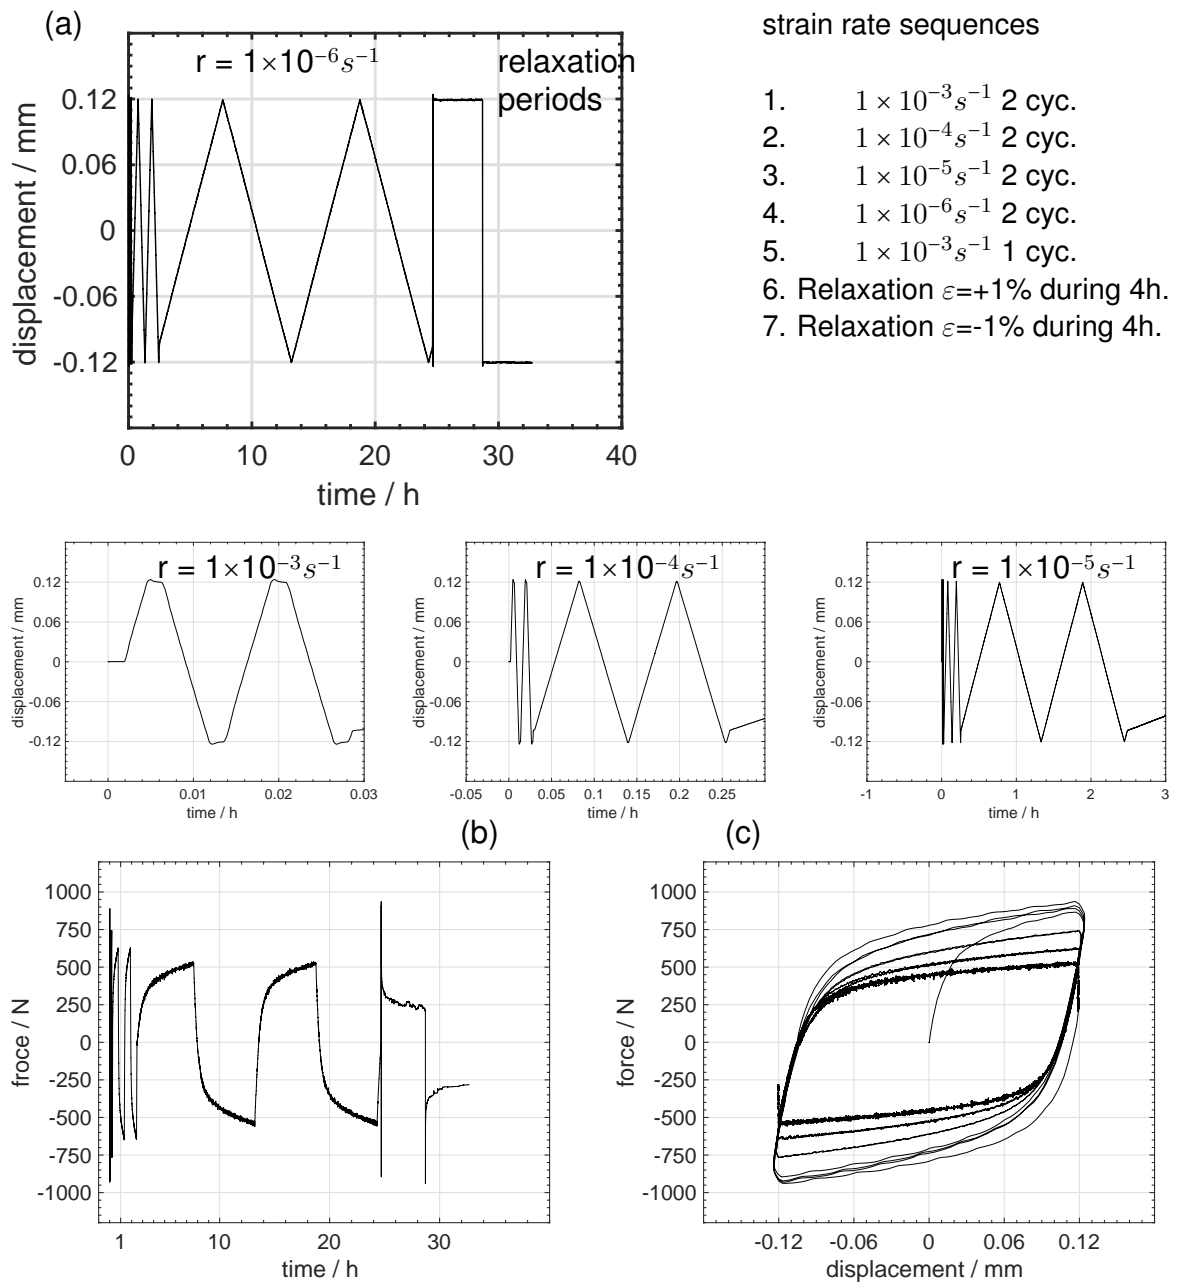 (a)
r = 1×10⁻⁶s⁻¹
relaxation
periods
0.12
0.06
0
-0.06
-0.12
displacement / mm
0 10 20 30 40
time / h
strain rate sequences
1. 1 × 10⁻³s⁻¹ 2 cyc.
2. 1 × 10⁻⁴s⁻¹ 2 cyc.
3. 1 × 10⁻⁵s⁻¹ 2 cyc.
4. 1 × 10⁻⁶s⁻¹ 2 cyc.
5. 1 × 10⁻³s⁻¹ 1 cyc.
6. Relaxation ε=+1% during 4h.
7. Relaxation ε=-1% during 4h.
r = 1×10⁻³s⁻¹
0.12
0.06
0
-0.06
-0.12
displacement / mm
0 0.01 0.02 0.03
time / h
r = 1×10⁻⁴s⁻¹
0.12
0.06
0
-0.06
-0.12
displacement / mm
-0.05 0 0.05 0.1 0.15 0.2 0.25
time / h
r = 1×10⁻⁵s⁻¹
0.12
0.06
0
-0.06
-0.12
displacement / mm
-1 0 1 2 3
time / h
(b)
1000
750
500
250
0
-250
-500
-750
-1000
froce / N
1 10 20 30
time / h
(c)
1000
750
500
250
0
-250
-500
-750
-1000
force / N
-0.12 -0.06 0 0.06 0.12
displacement / mm